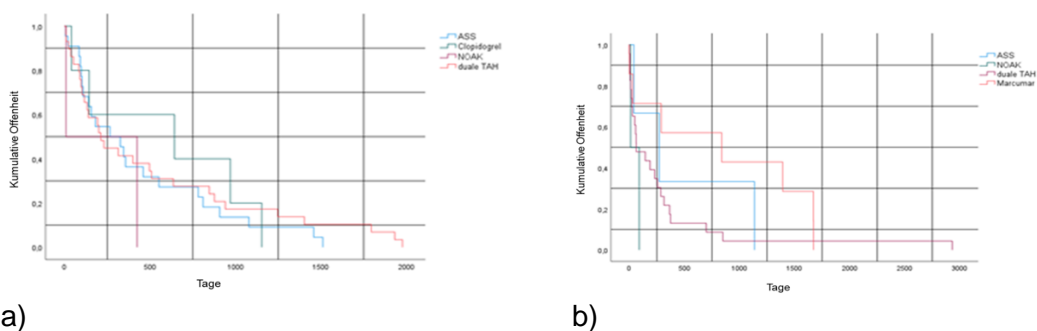 1,0
0,8
0,6
0,4
0,2
0,0
Kumulative Offenheit
0 500 1000 1500 2000
Tage
ASS
Clopidogrel
NOAK
duale TAH
a)
1,0
0,8
0,6
0,4
0,2
0,0
Kumulative Offenheit
0 500 1000 1500 2000 2500 3000
Tage
ASS
NOAK
duale TAH
Marcumar
b)